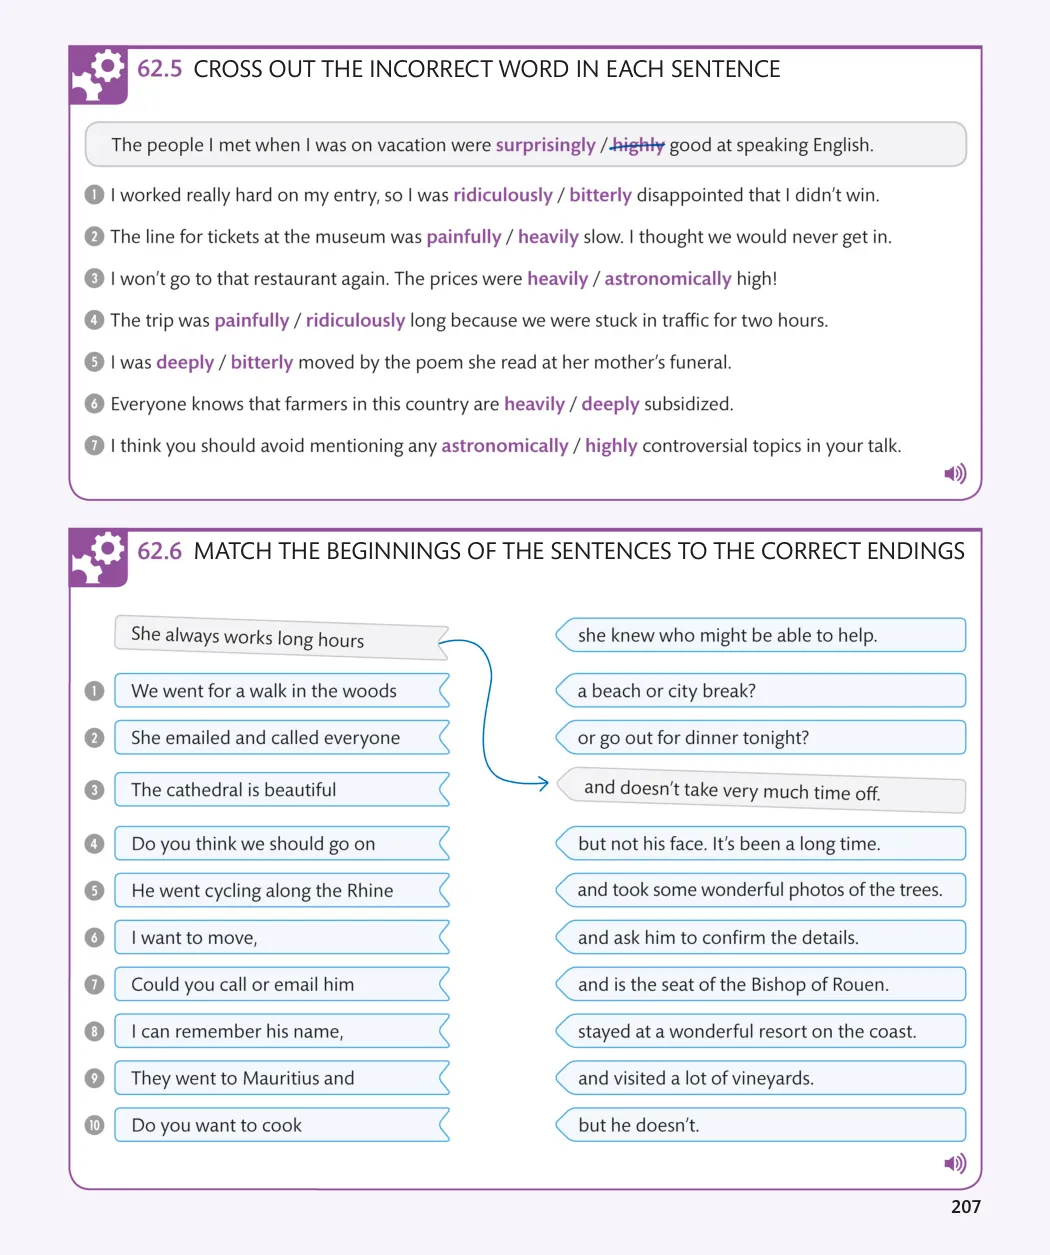 62.5 CROSS OUT THE INCORRECT WORD IN EACH SENTENCE
The people I met when I was on vacation were surprisingly / highly good at speaking English.
1 I worked really hard on my entry, so I was ridiculously / bitterly disappointed that I didn’t win.
2 The line for tickets at the museum was painfully / heavily slow. I thought we would never get in.
3 I won’t go to that restaurant again. The prices were heavily / astronomically high!
4 The trip was painfully / ridiculously long because we were stuck in traffic for two hours.
5 I was deeply / bitterly moved by the poem she read at her mother’s funeral.
6 Everyone knows that farmers in this country are heavily / deeply subsidized.
7 I think you should avoid mentioning any astronomically / highly controversial topics in your talk.
62.6 MATCH THE BEGINNINGS OF THE SENTENCES TO THE CORRECT ENDINGS
She always works long hours
she knew who might be able to help.
1 We went for a walk in the woods
a beach or city break?
2 She emailed and called everyone
or go out for dinner tonight?
3 The cathedral is beautiful
and doesn’t take very much time off.
4 Do you think we should go on
but not his face. It’s been a long time.
5 He went cycling along the Rhine
and took some wonderful photos of the trees.
6 I want to move,
and ask him to confirm the details.
7 Could you call or email him
and is the seat of the Bishop of Rouen.
8 I can remember his name,
stayed at a wonderful resort on the coast.
9 They went to Mauritius and
and visited a lot of vineyards.
10 Do you want to cook
but he doesn’t.
207